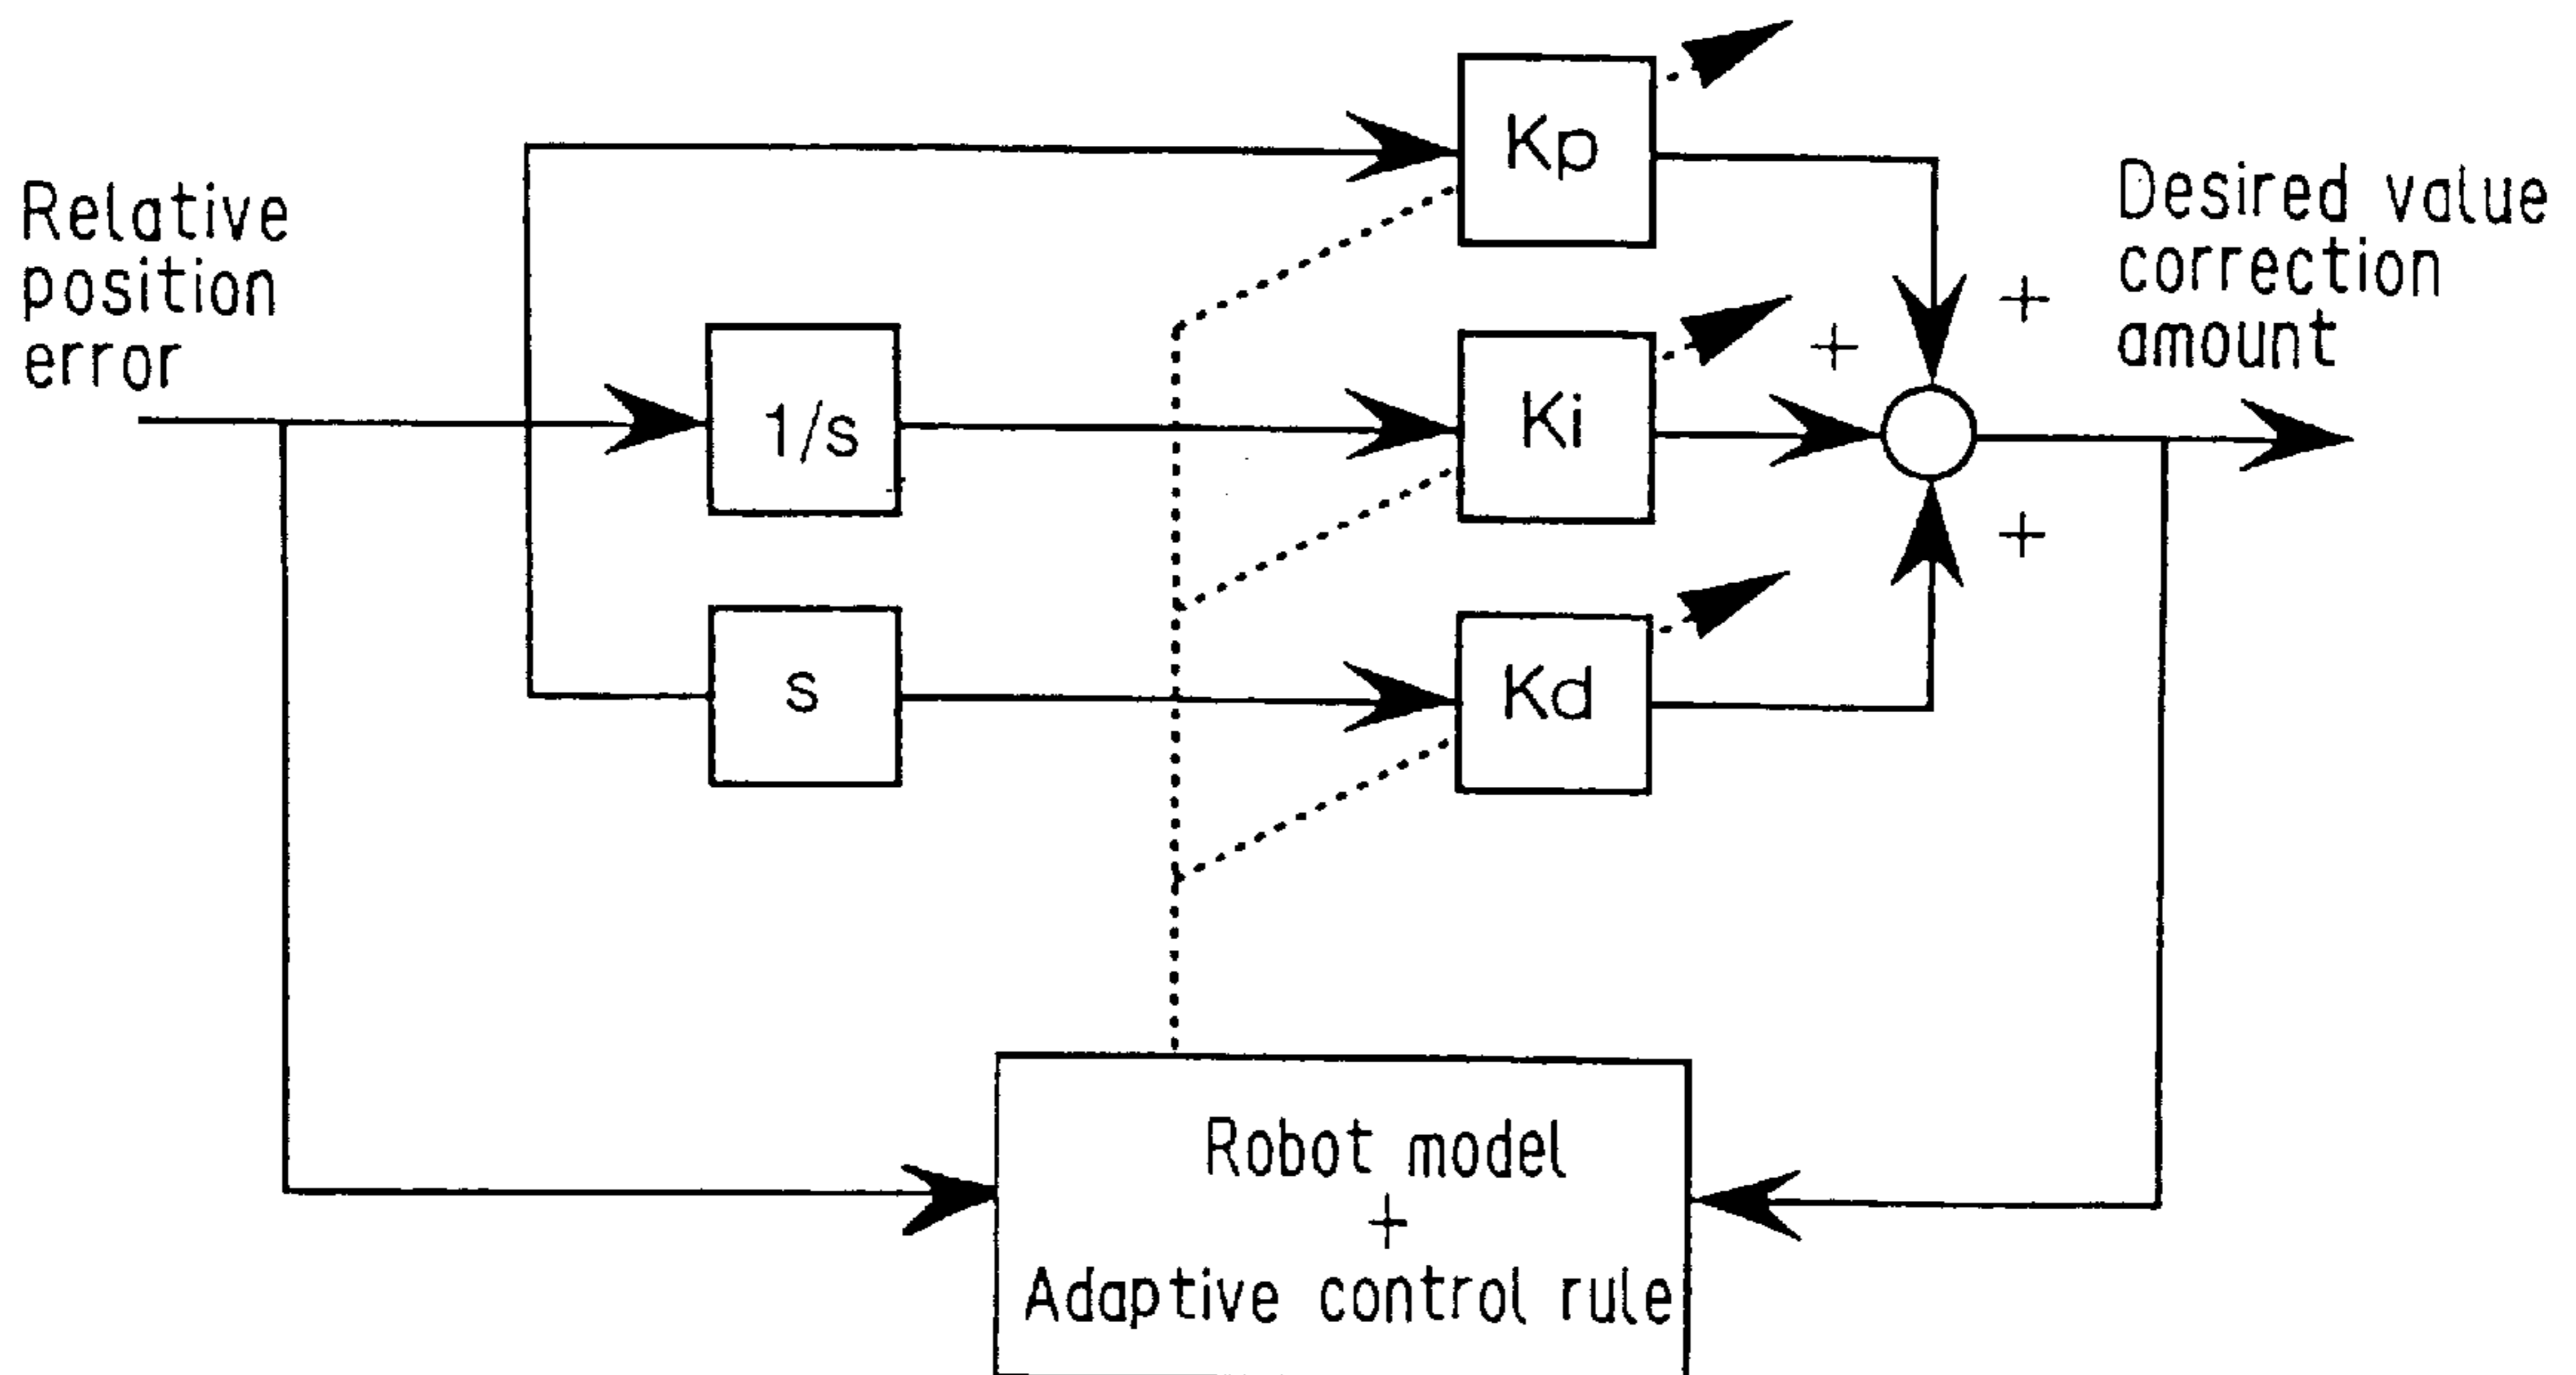 Relative
position
error
Kp
Desired value
correction
amount
+
+
1/s
Ki
+
s
Kd
Robot model
+
Adaptive control rule